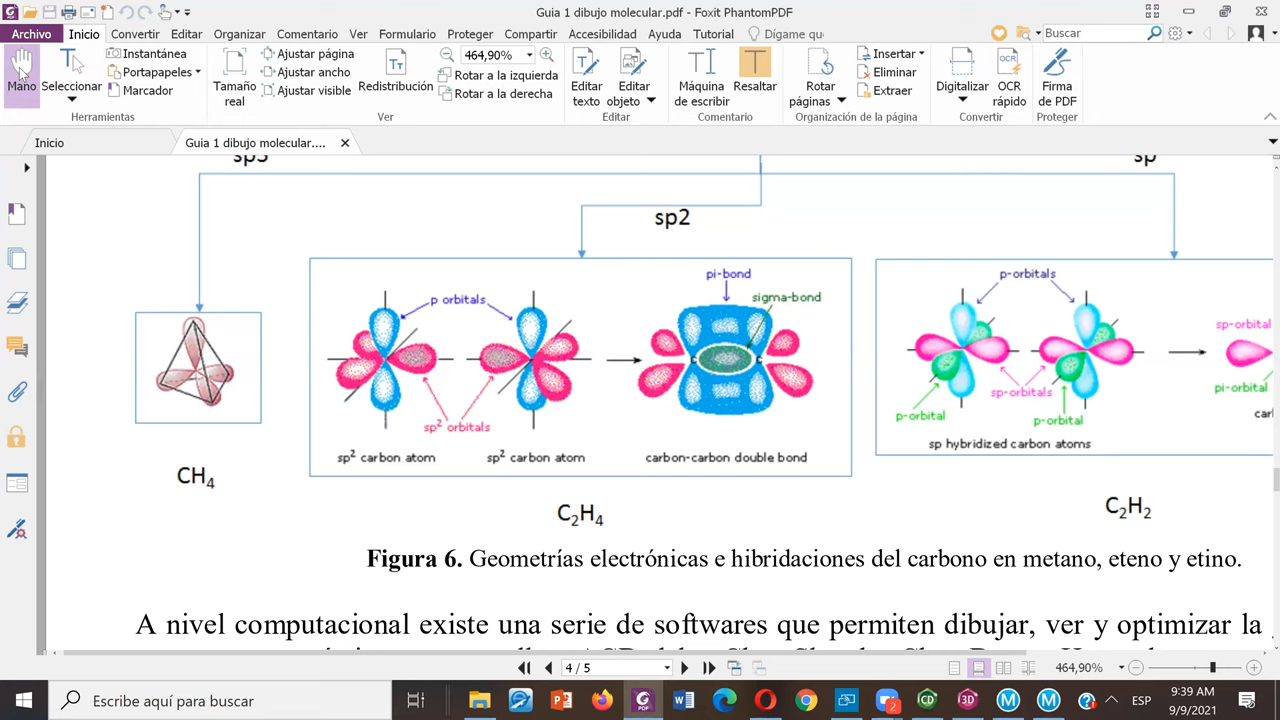 Guia 1 dibujo molecular.pdf - Foxit PhantomPDF
Archivo Inicio Convertir Editar Organizar Comentario Ver Formulario Proteger Compartir Accesibilidad Ayuda Tutorial Dígame qu Buscar
Mano
Seleccionar
Instantánea
Portapapeles
Marcador
Herramientas
Tamaño real
Ajustar página
Ajustar ancho
Ajustar visible
Redistribución
464,90%
Rotar a la izquierda
Rotar a la derecha
Ver
Editar texto
Editar objeto
Editar
Máquina de escribir
Resaltar
Comentario
Rotar páginas
Insertar
Eliminar
Extraer
Organización de la página
Digitalizar
OCR rápido
Convertir
Firma de PDF
Proteger
Inicio
Guia 1 dibujo molecular....
sp3
sp
sp2
p orbitals
sp² orbitals
sp² carbon atom
sp² carbon atom
pi-bond
sigma-bond
C C
carbon-carbon double bond
p-orbitals
sp-orbitals
p-orbital
p-orbital
sp hybridized carbon atoms
sp-orbital
pi-orbital
CH₄
C₂H₄
C₂H₂
Figura 6. Geometrías electrónicas e hibridaciones del carbono en metano, eteno y etino.
A nivel computacional existe una serie de softwares que permiten dibujar, ver y optimizar la
4 / 5
464,90%
Escribe aquí para buscar
2
ESP
9:39 AM
9/9/2021